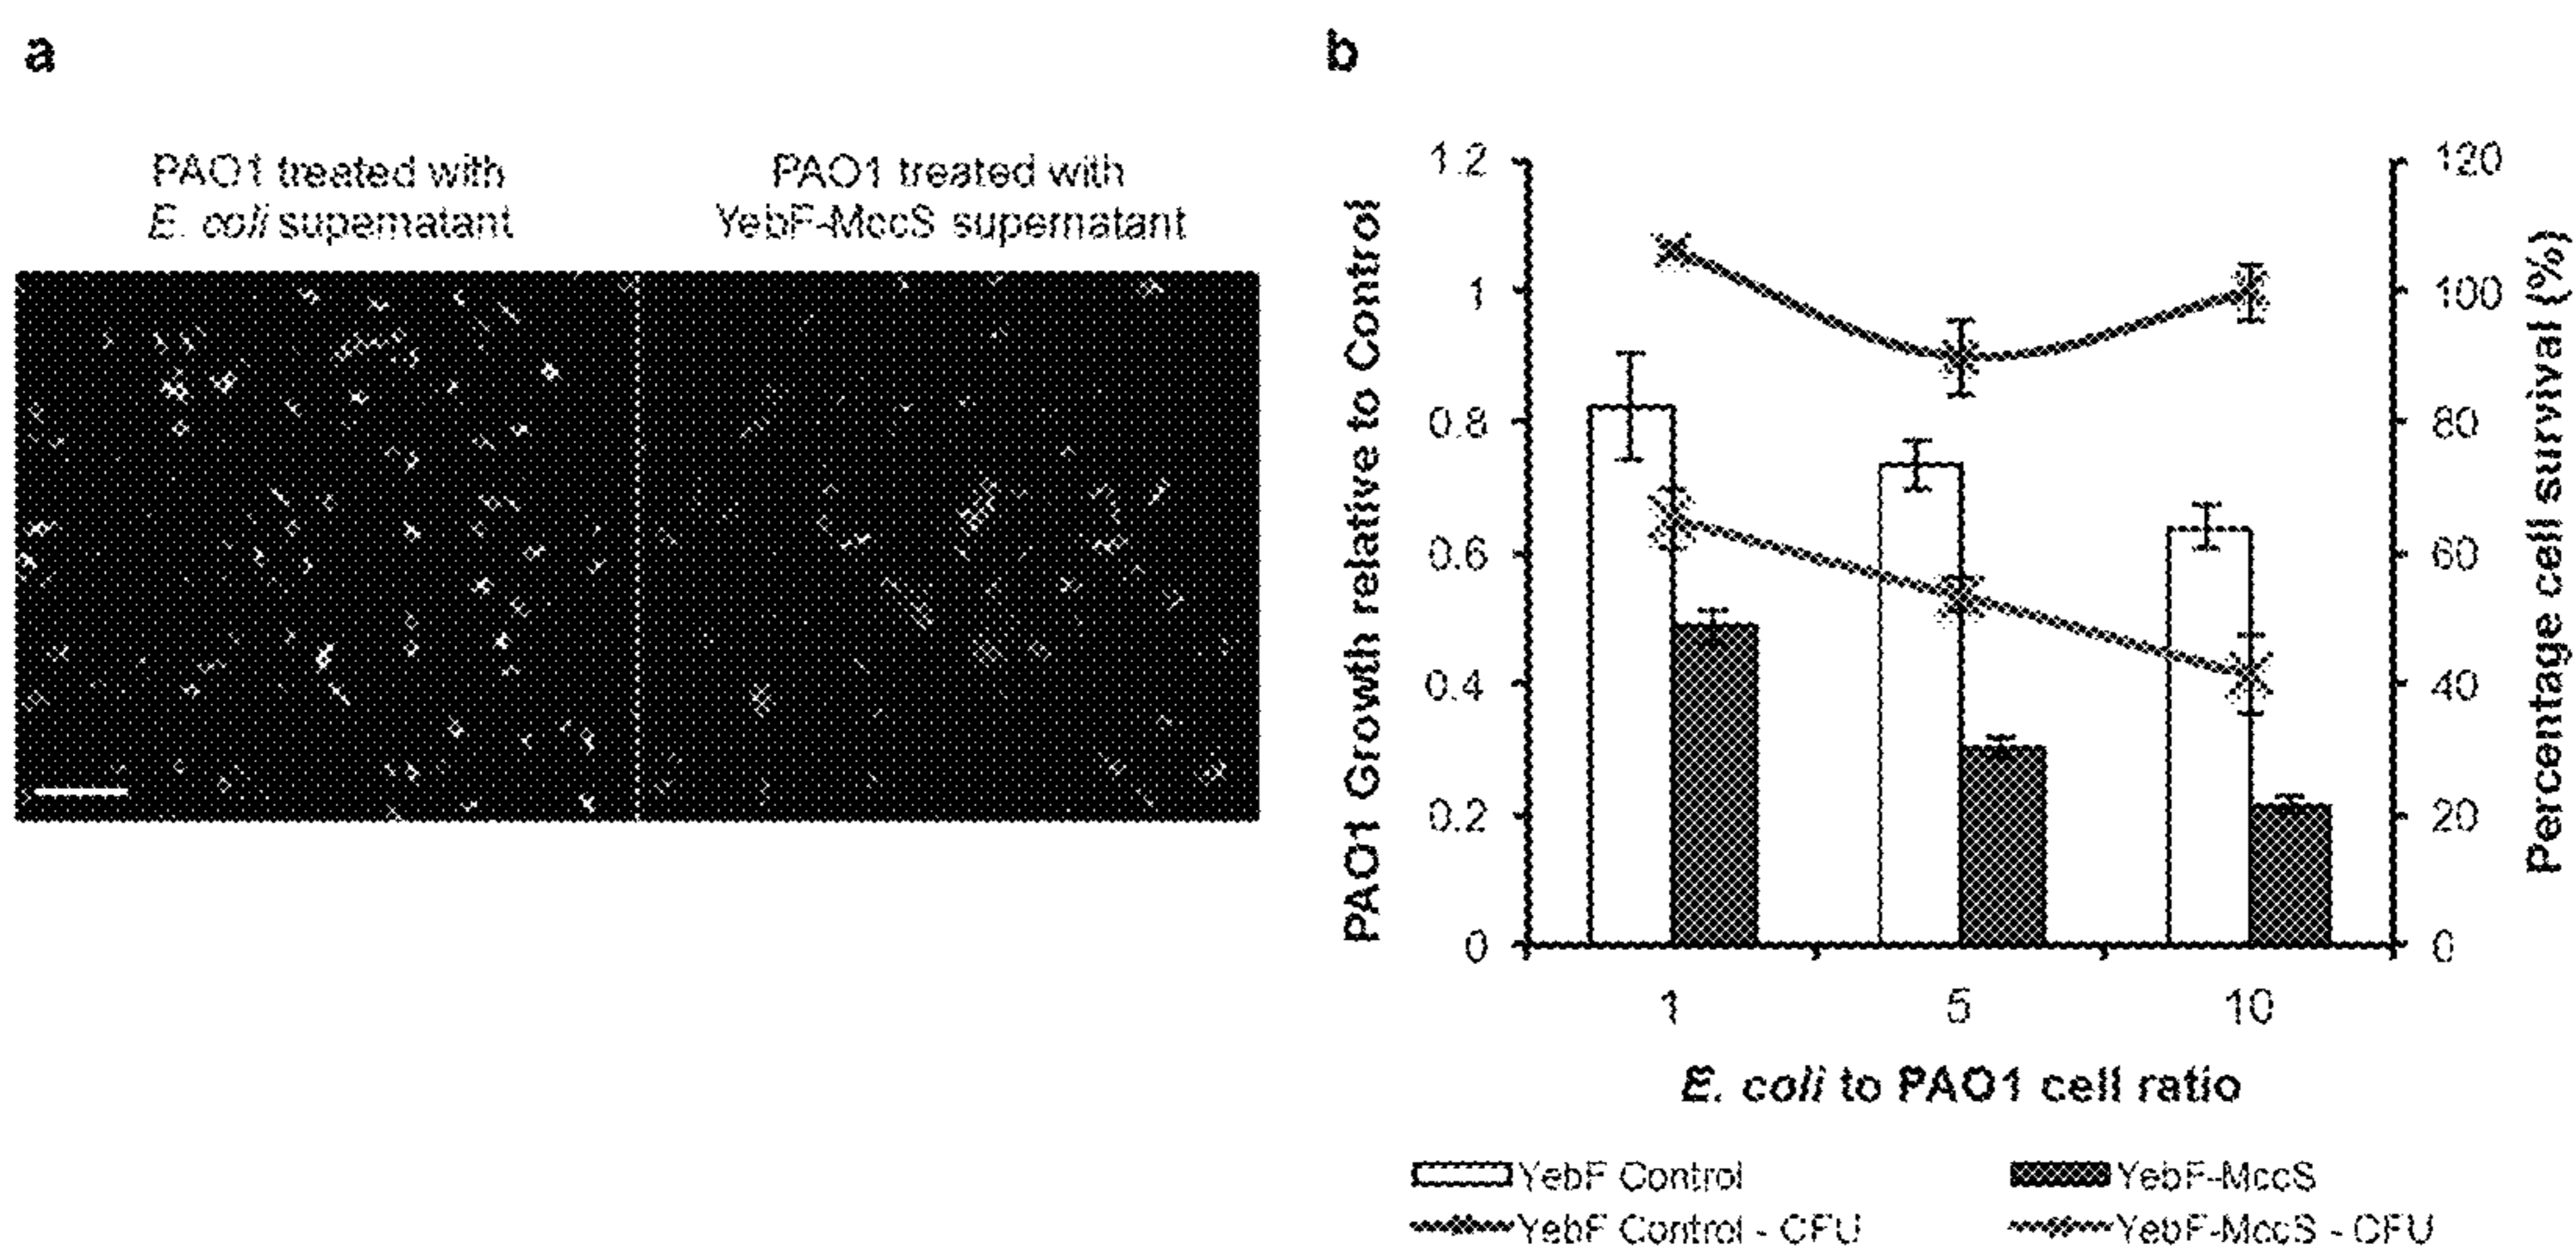 a
PAO1 treated with
E. coli supernatant
PAO1 treated with
YebF-MccS supernatant
b
PAO1 Growth relative to Control
1.2
1
0.8
0.6
0.4
0.2
0
120
100
80
60
40
20
0
Percentage cell survival (%)
1 5 10
E. coli to PAO1 cell ratio
YebF Control YebF-MccS
YebF Control - CFU YebF-MccS - CFU